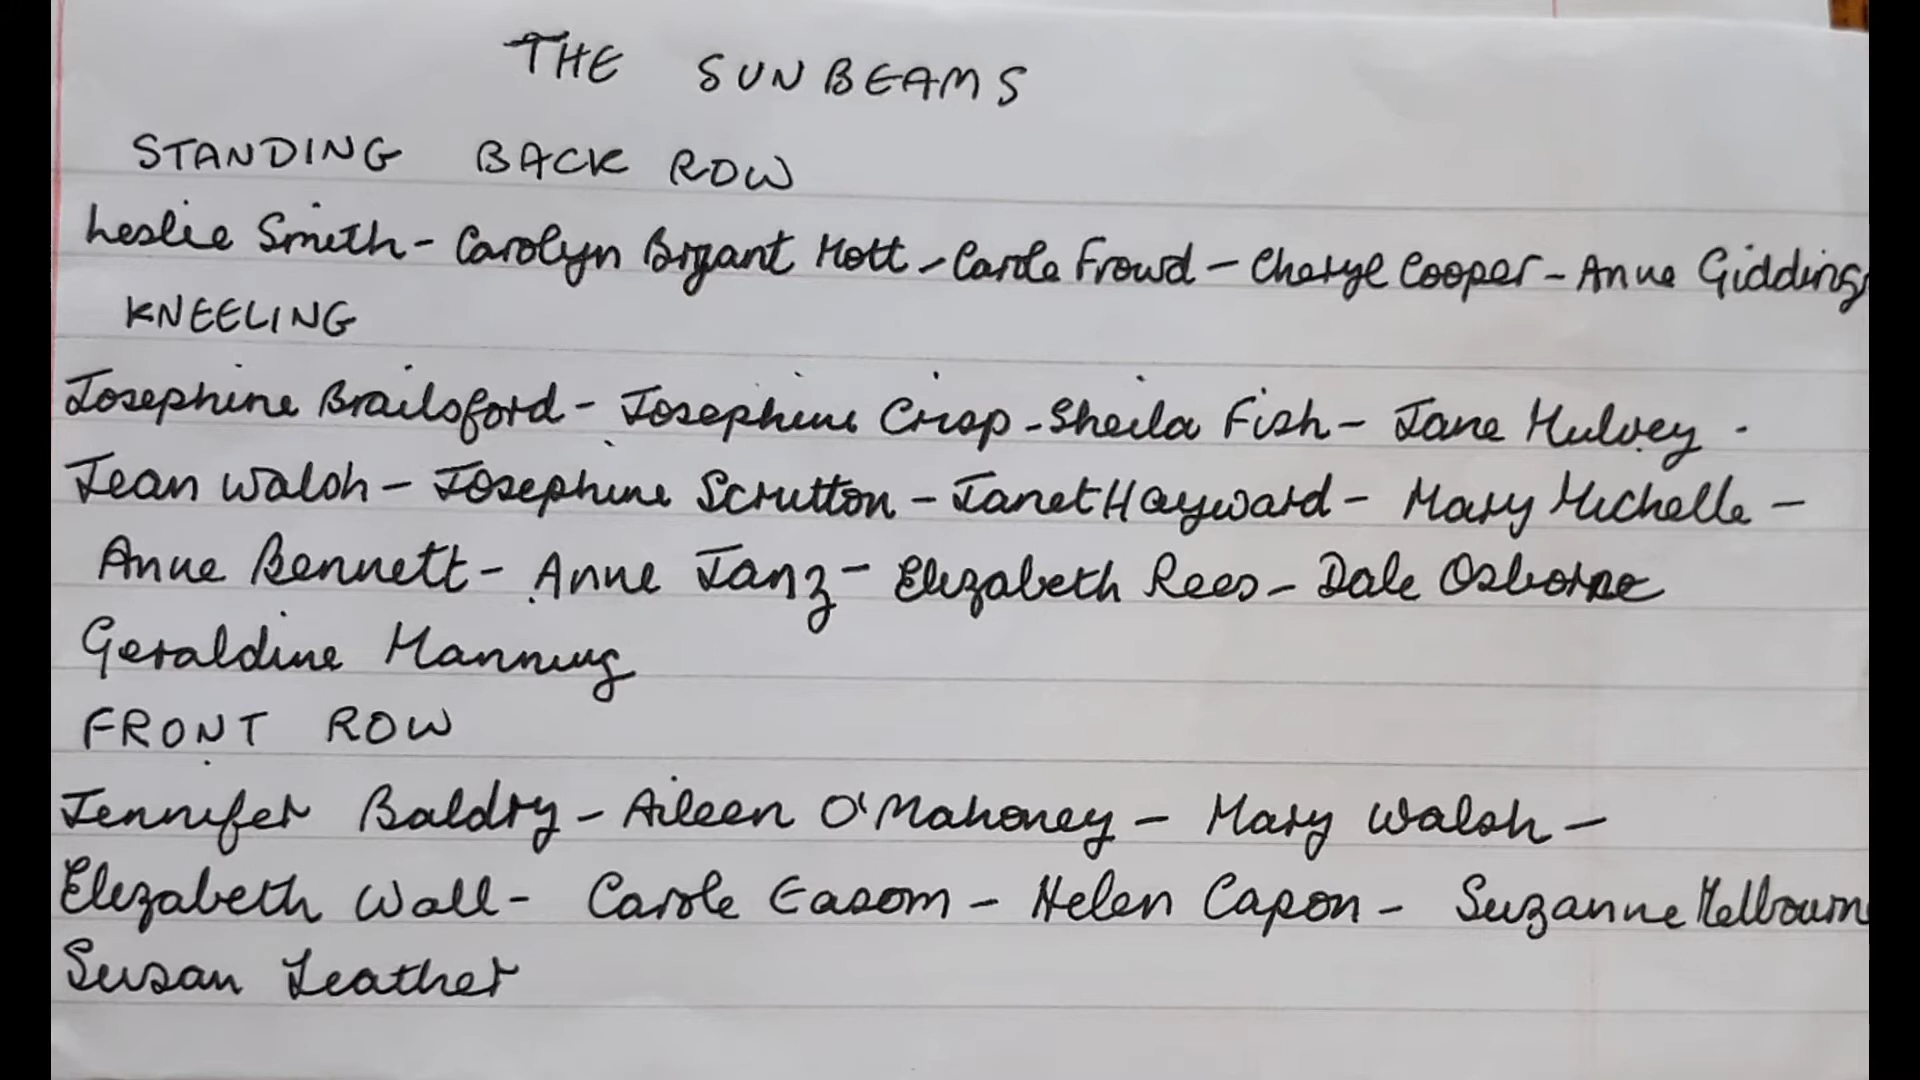 THE SUNBEAMS
STANDING BACK ROW
Leslie Smith - Carolyn Bryant Mott - Carole Frowd - Cheryl Cooper - Anne Giddings
KNEELING
Josephine Brailsford - Josephine Crisp - Sheila Fish - Jane Mulvey -
Jean Walsh - Josephine Scrutton - Janet Hayward - Mary Michelle -
Anne Bennett - Anne Janz - Elizabeth Rees - Dale Osborne
Geraldine Manning
FRONT ROW
Jennifer Baldry - Aileen O'Mahoney - Mary Walsh -
Elizabeth Wall - Carole Easom - Helen Capon - Suzanne Melbourn
Susan Leather